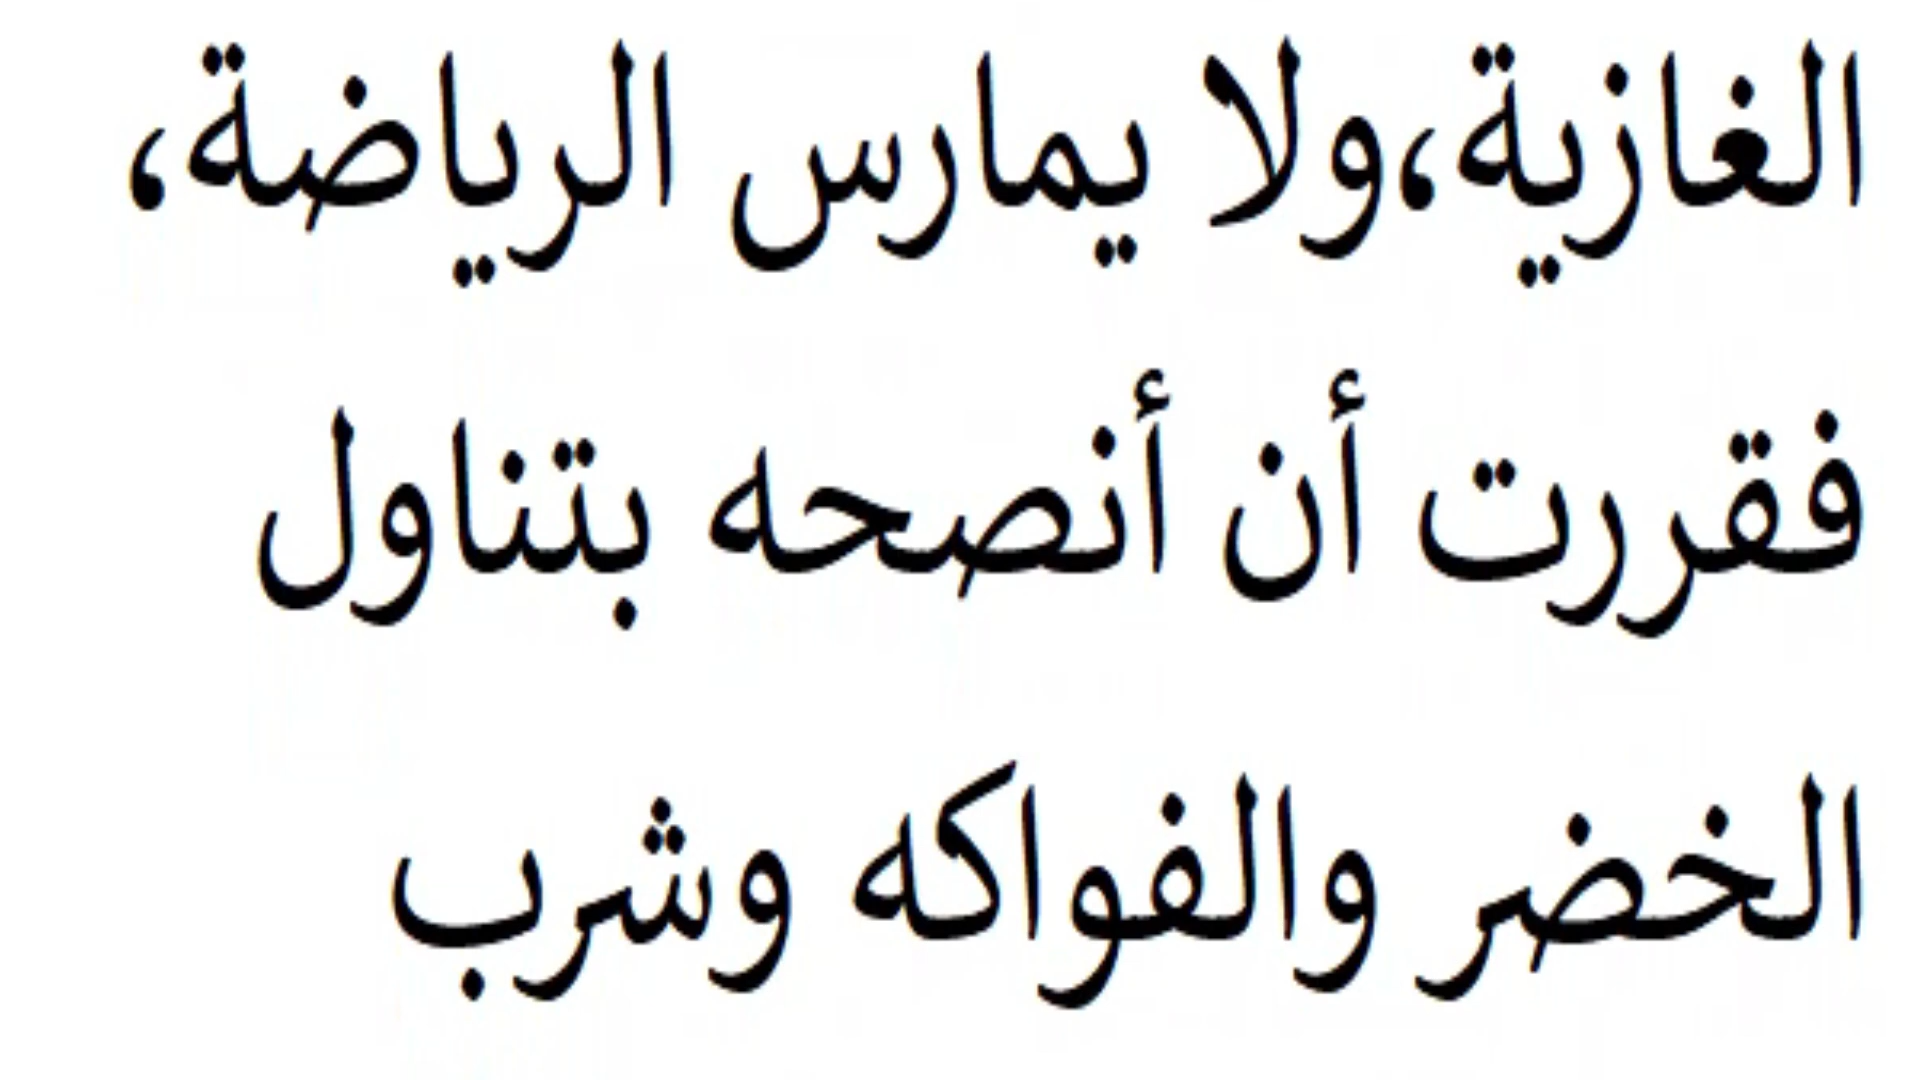 الغازية،ولا يمارس الرياضة،
فقررت أن أنصحه بتناول
الخضر والفواكه وشرب